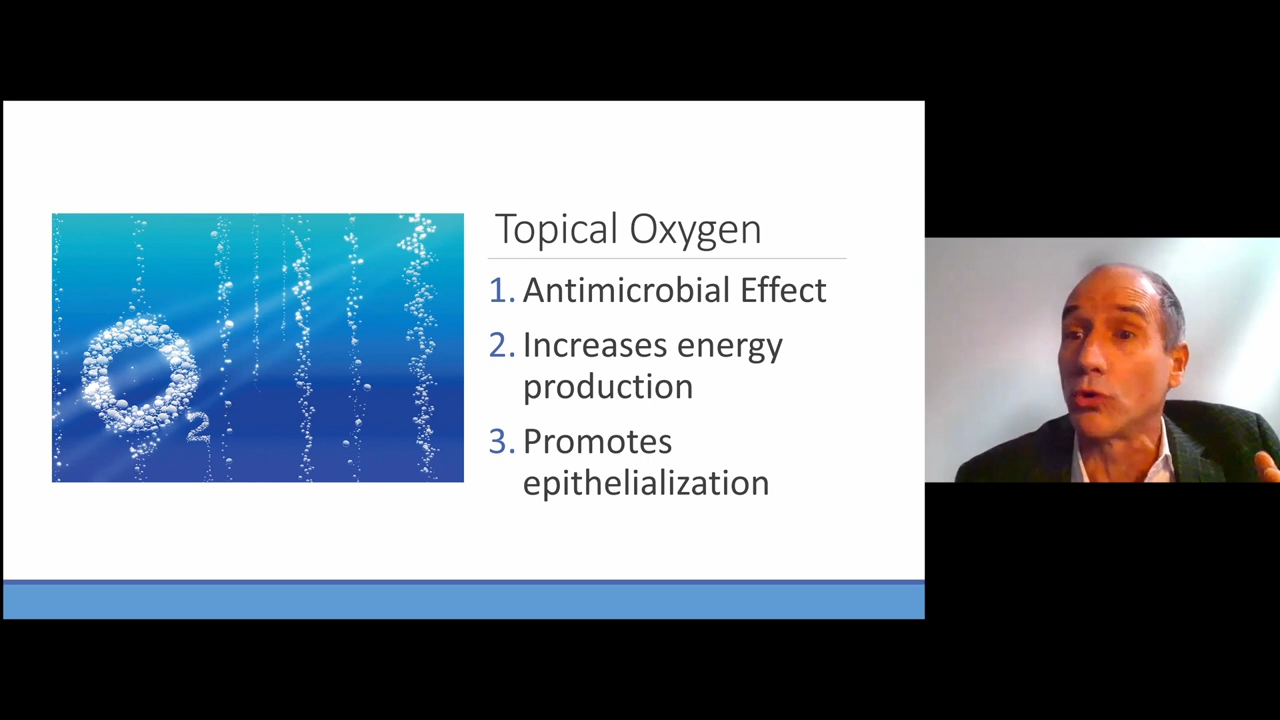 Topical Oxygen
1. Antimicrobial Effect
2. Increases energy
production
3. Promotes
epithelialization
O2